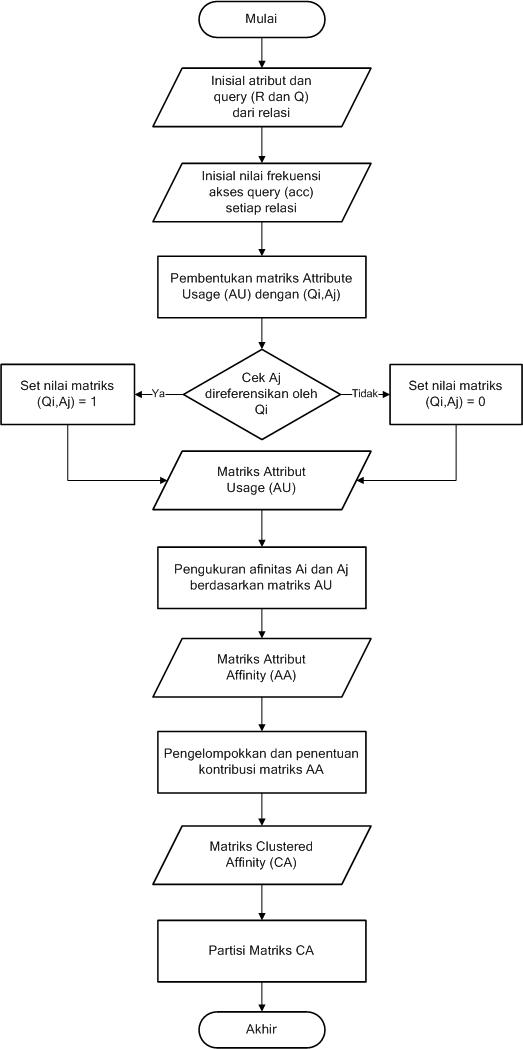 Mulai
Inisial atribut dan
query (R dan Q)
dari relasi
Inisial nilai frekuensi
akses query (acc)
setiap relasi
Pembentukan matriks Attribute
Usage (AU) dengan (Qi,Aj)
Cek Aj
direferensikan oleh
Qi
Ya
Tidak
Set nilai matriks
(Qi,Aj) = 1
Set nilai matriks
(Qi,Aj) = 0
Matriks Attribut
Usage (AU)
Pengukuran afinitas Ai dan Aj
berdasarkan matriks AU
Matriks Attribut
Affinity (AA)
Pengelompokkan dan penentuan
kontribusi matriks AA
Matriks Clustered
Affinity (CA)
Partisi Matriks CA
Akhir